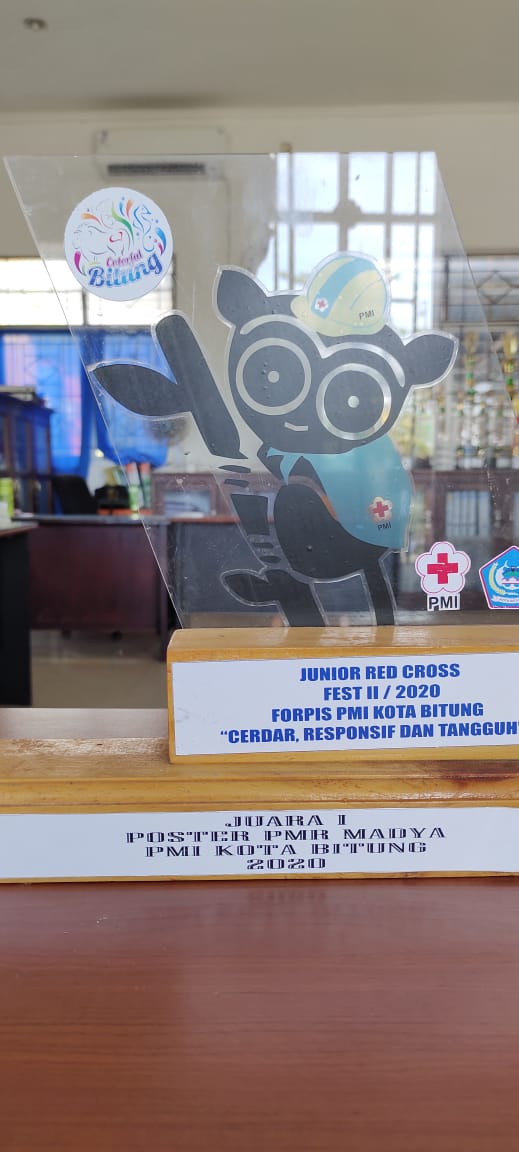 Colorful
Bitung
PMI
PMI
PMI
JUNIOR RED CROSS
FEST II / 2020
FORPIS PMI KOTA BITUNG
“CERDAR, RESPONSIF DAN TANGGUH"
JUARA I
POSTER PMR MADYA
PMI KOTA BITUNG
2020